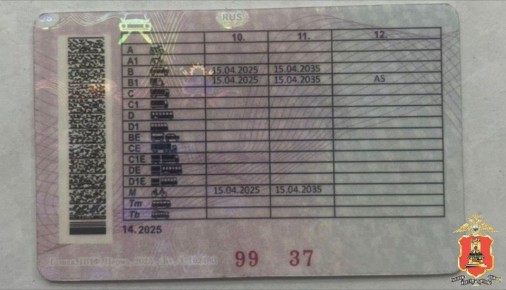 RUS
10. 11. 12.
A
A1
B 15.04.2025 15.04.2035
B1 15.04.2025 15.04.2035 AS
C
C1
D
D1
BE
CE
C1E
DE
D1E
M 15.04.2025 15.04.2035
Tm
Tb
14.2025
99 37